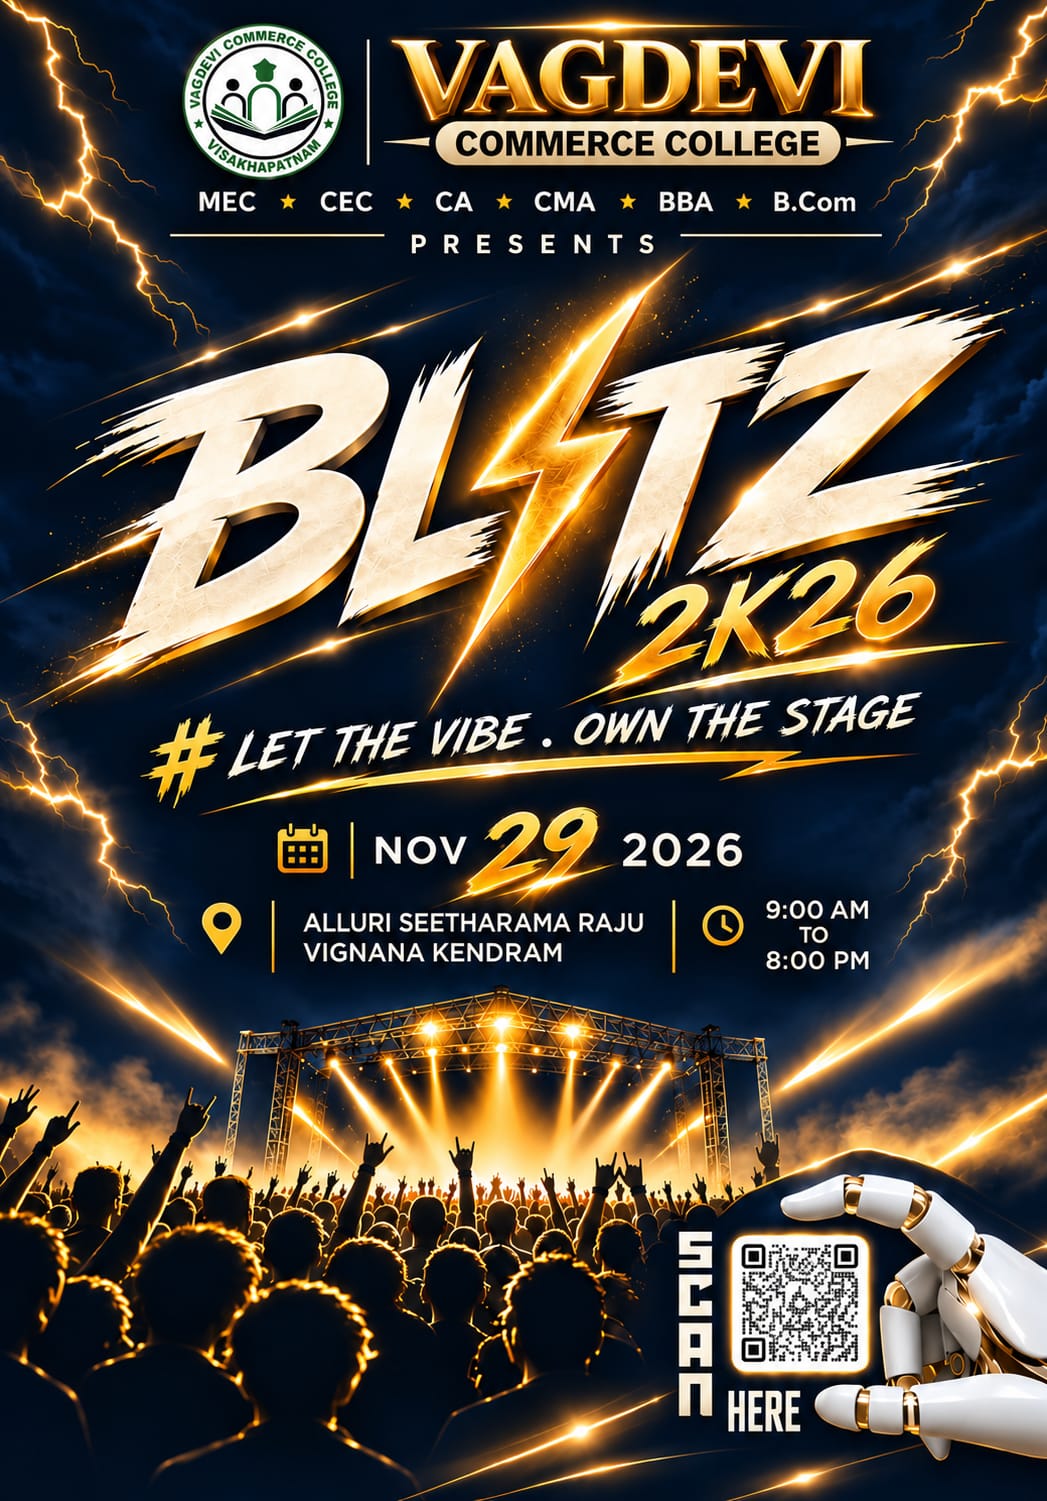 VAGDEVI COMMERCE COLLEGE
★ VISAKHAPATNAM ★
VAGDEVI
COMMERCE COLLEGE
MEC ★ CEC ★ CA ★ CMA ★ BBA ★ B.Com
PRESENTS
BLITZ
2K26
# LET THE VIBE . OWN THE STAGE
NOV 29 2026
ALLURI SEETHARAMA RAJU
VIGNANA KENDRAM
9:00 AM
TO
8:00 PM
SCAN
HERE